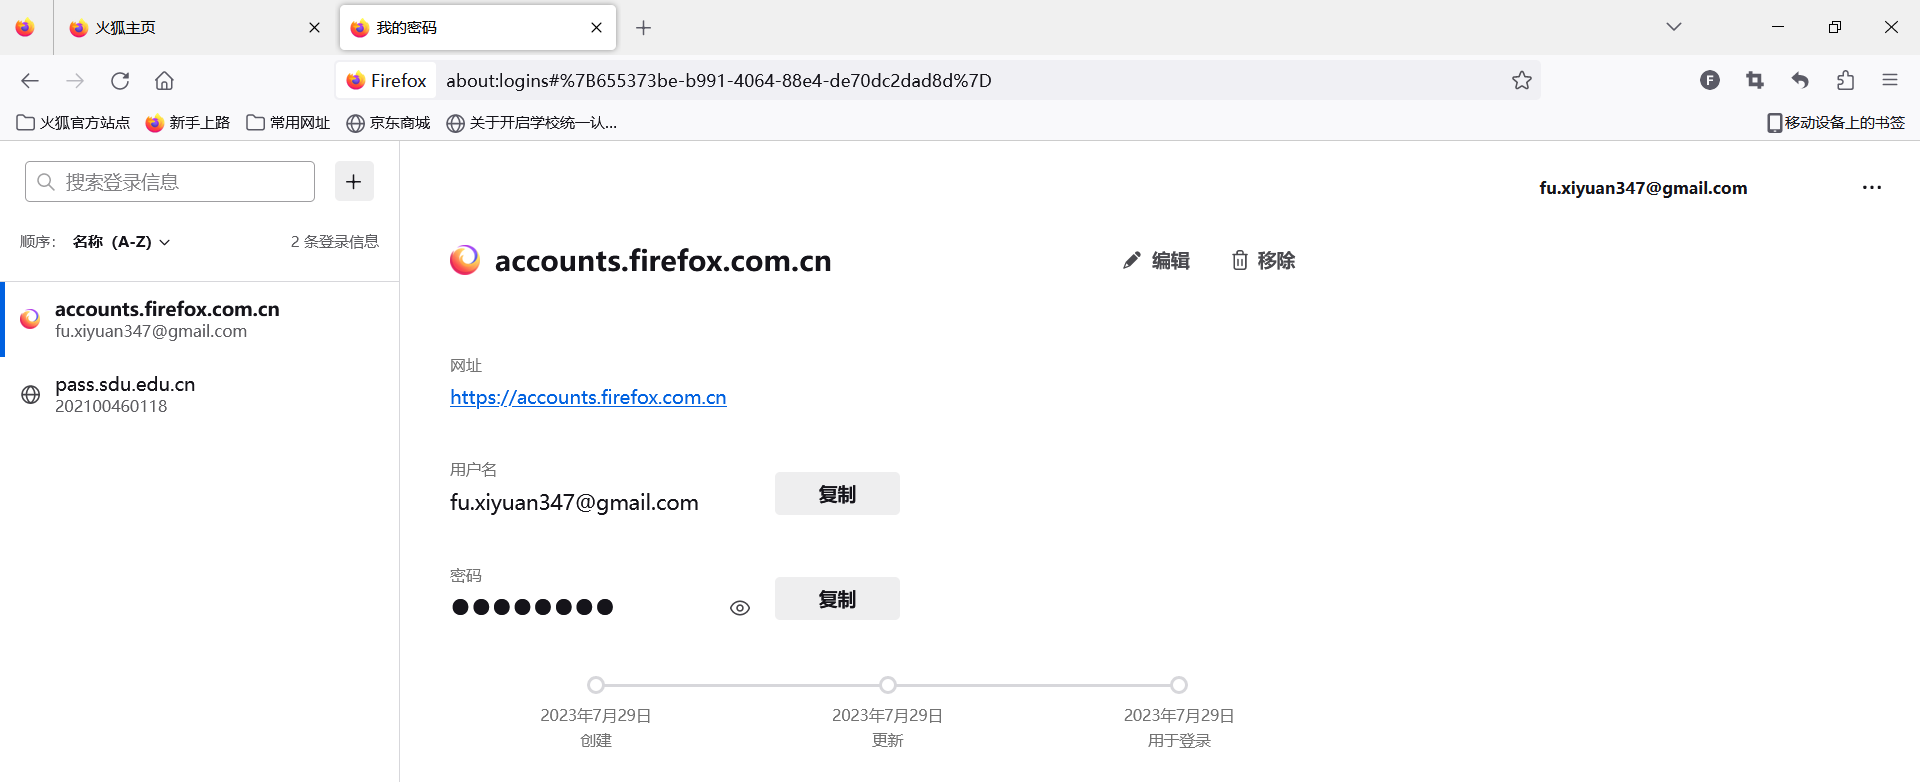 火狐主页
我的密码
Firefox about:logins#%7B655373be-b991-4064-88e4-de70dc2dad8d%7D
F
火狐官方站点 新手上路 常用网址 京东商城 关于开启学校统一认... 移动设备上的书签
搜索登录信息
顺序： 名称 (A-Z) 2 条登录信息
accounts.firefox.com.cn
fu.xiyuan347@gmail.com
pass.sdu.edu.cn
202100460118
fu.xiyuan347@gmail.com
accounts.firefox.com.cn 编辑 移除
网址
https://accounts.firefox.com.cn
用户名
fu.xiyuan347@gmail.com 复制
密码
●●●●●●●● 复制
2023年7月29日 2023年7月29日 2023年7月29日
创建 更新 用于登录